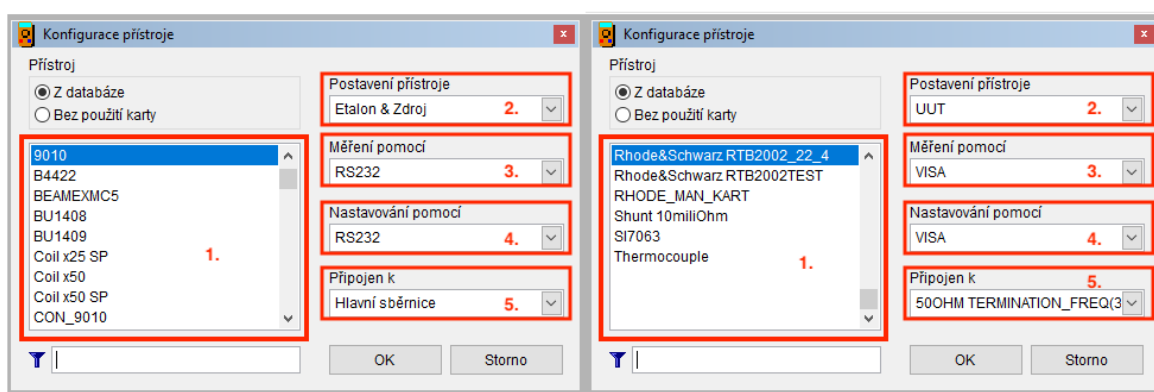 Konfigurace přístroje
x
Přístroj
Z databáze
Bez použití karty
9010
B4422
BEAMEXMC5
BU1408
BU1409
Coil x25 SP
Coil x50
Coil x50 SP
CON_9010
1.
Postavení přístroje
Etalon & Zdroj 2.
Měření pomocí
RS232 3.
Nastavování pomocí
RS232 4.
Připojen k
Hlavní sběrnice 5.
OK Storno
Konfigurace přístroje
x
Přístroj
Z databáze
Bez použití karty
Rhode&Schwarz RTB2002_22_4
Rhode&Schwarz RTB2002TEST
RHODE_MAN_KART
Shunt 10miliOhm
SI7063
Thermocouple
1.
Postavení přístroje
UUT 2.
Měření pomocí
VISA 3.
Nastavování pomocí
VISA 4.
Připojen k 5.
50OHM TERMINATION_FREQ(3
OK Storno